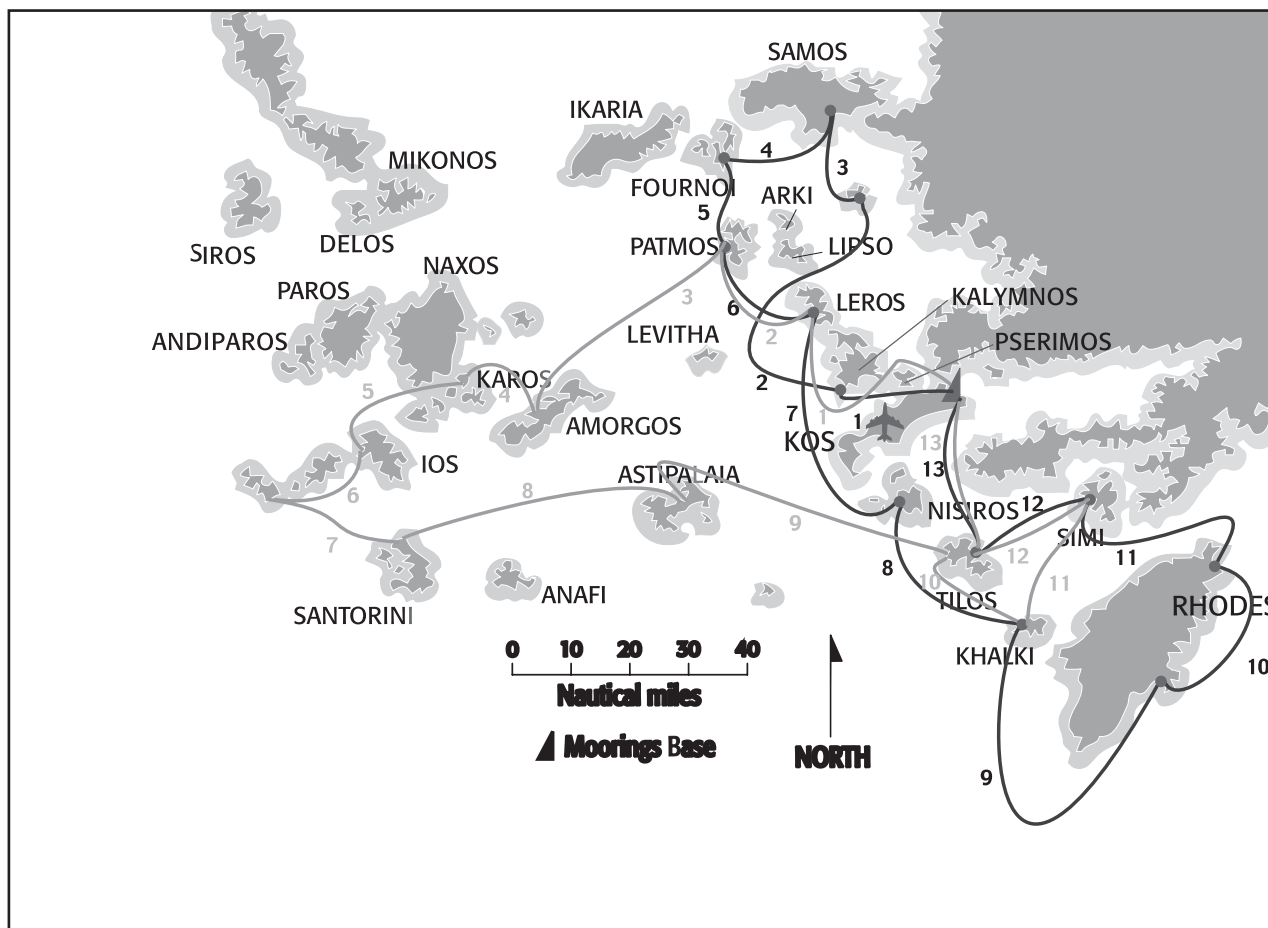 SAMOS
IKARIA
MIKONOS
4
3
FOURNOI
ARKI
5
SIROS
DELOS
PATMOS
LIPSO
NAXOS
PAROS
3
6
LEROS
KALYMNOS
2
LEVITHA
PSERIMOS
ANDIPAROS
5
KAROS
4
2
7
1
1
AMORGOS
KOS
13
IOS
13
ASTIPALAIA
6
8
9
NISIROS
12
SIMI
7
12
11
8
10
11
ANAFI
TILOS
SANTORINI
RHODES
0 10 20 30 40
KHALKI
10
Nautical miles
Moorings Base
NORTH
9